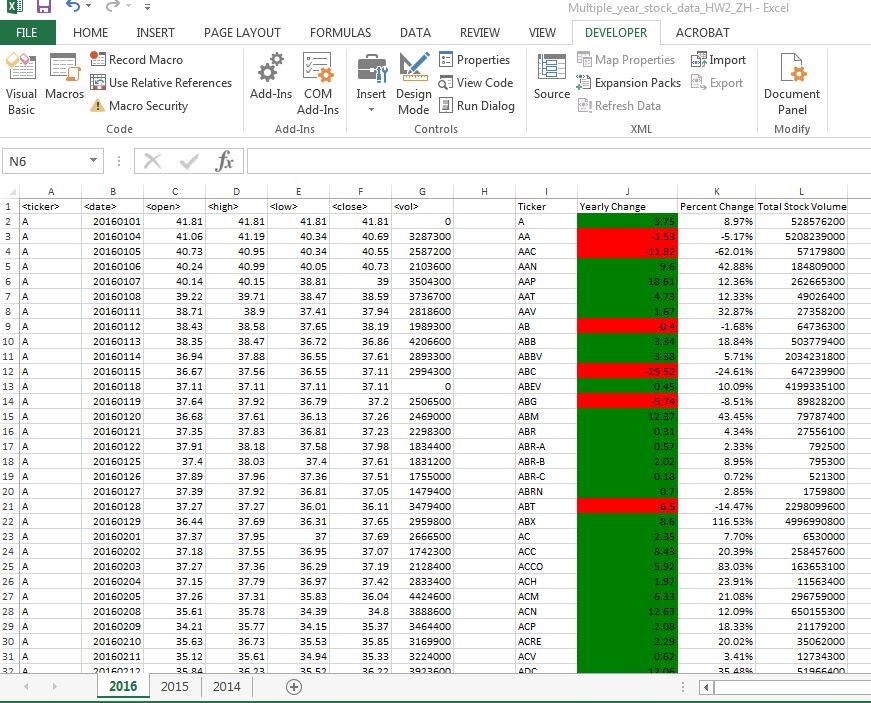 Multiple_year_stock_data_HW2_ZH - Excel
FILE HOME INSERT PAGE LAYOUT FORMULAS DATA REVIEW VIEW DEVELOPER ACROBAT
Visual Basic
Macros
Record Macro
Use Relative References
Macro Security
Code
Add-Ins
COM Add-Ins
Add-Ins
Insert
Design Mode
Properties
View Code
Run Dialog
Controls
Source
Map Properties
Expansion Packs
Refresh Data
Import
Export
XML
Document Panel
Modify
N6 fx
A B C D E F G H I J K L
1 <ticker> <date> <open> <high> <low> <close> <vol> Ticker Yearly Change Percent Change Total Stock Volume
2 A 20160101 41.81 41.81 41.81 41.81 0 A 3.75 8.97% 528576200
3 A 20160104 41.06 41.19 40.34 40.69 3287300 AA -1.53 -5.17% 5208239000
4 A 20160105 40.73 40.95 40.34 40.55 2587200 AAC -11.82 -62.01% 57179800
5 A 20160106 40.24 40.99 40.05 40.73 2103600 AAN 9.6 42.88% 184809000
6 A 20160107 40.14 40.15 38.81 39 3504300 AAP 18.61 12.36% 262665300
7 A 20160108 39.22 39.71 38.47 38.59 3736700 AAT 4.73 12.33% 49026400
8 A 20160111 38.71 38.9 37.41 37.94 2818600 AAV 1.67 32.87% 27358200
9 A 20160112 38.43 38.58 37.65 38.19 1989300 AB -0.4 -1.68% 64736300
10 A 20160113 38.35 38.47 36.72 36.86 4206600 ABB 3.34 18.84% 503779400
11 A 20160114 36.94 37.88 36.55 37.61 2893300 ABBV 3.38 5.71% 2034231800
12 A 20160115 36.67 37.56 36.55 37.11 2994300 ABC -25.52 -24.61% 647239900
13 A 20160118 37.11 37.11 37.11 37.11 0 ABEV 0.45 10.09% 4199335100
14 A 20160119 37.64 37.92 36.79 37.2 2506500 ABG -5.74 -8.51% 89828200
15 A 20160120 36.68 37.61 36.13 37.26 2469000 ABM 12.37 43.45% 79787400
16 A 20160121 37.35 37.83 36.81 37.23 2298300 ABR 0.31 4.34% 27556100
17 A 20160122 37.91 38.18 37.58 37.98 1834400 ABR-A 0.57 2.33% 792500
18 A 20160125 37.4 38.03 37.4 37.61 1831200 ABR-B 2.02 8.95% 795300
19 A 20160126 37.89 37.96 37.36 37.51 1755000 ABR-C 0.18 0.72% 521300
20 A 20160127 37.39 37.92 36.81 37.05 1479400 ABRN 0.7 2.85% 1759800
21 A 20160128 37.27 37.27 36.01 36.11 3479400 ABT -6.5 -14.47% 2298099600
22 A 20160129 36.44 37.69 36.31 37.65 2959800 ABX 8.6 116.53% 4996990800
23 A 20160201 37.37 37.95 37 37.69 2666500 AC 2.35 7.70% 6530000
24 A 20160202 37.18 37.55 36.95 37.07 1742300 ACC 8.43 20.39% 258457600
25 A 20160203 37.27 37.36 36.29 37.19 2128400 ACCO 5.92 83.03% 163653100
26 A 20160204 37.15 37.79 36.97 37.42 2833400 ACH 1.97 23.91% 11563400
27 A 20160205 37.26 37.31 35.83 36.04 4424600 ACM 6.33 21.08% 296759000
28 A 20160208 35.61 35.78 34.39 34.8 3888600 ACN 12.63 12.09% 650155300
29 A 20160209 34.21 35.77 34.15 35.37 3464400 ACP 2.08 18.33% 21179200
30 A 20160210 35.63 36.73 35.53 35.85 3169900 ACRE 2.29 20.02% 35062000
31 A 20160211 35.12 35.61 34.94 35.33 3224000 ACV 0.62 3.41% 12734300
32 A 20160212 35.84 36.23 35.52 36.22 3923600 ADC 12.06 35.48% 51966400
2016 2015 2014